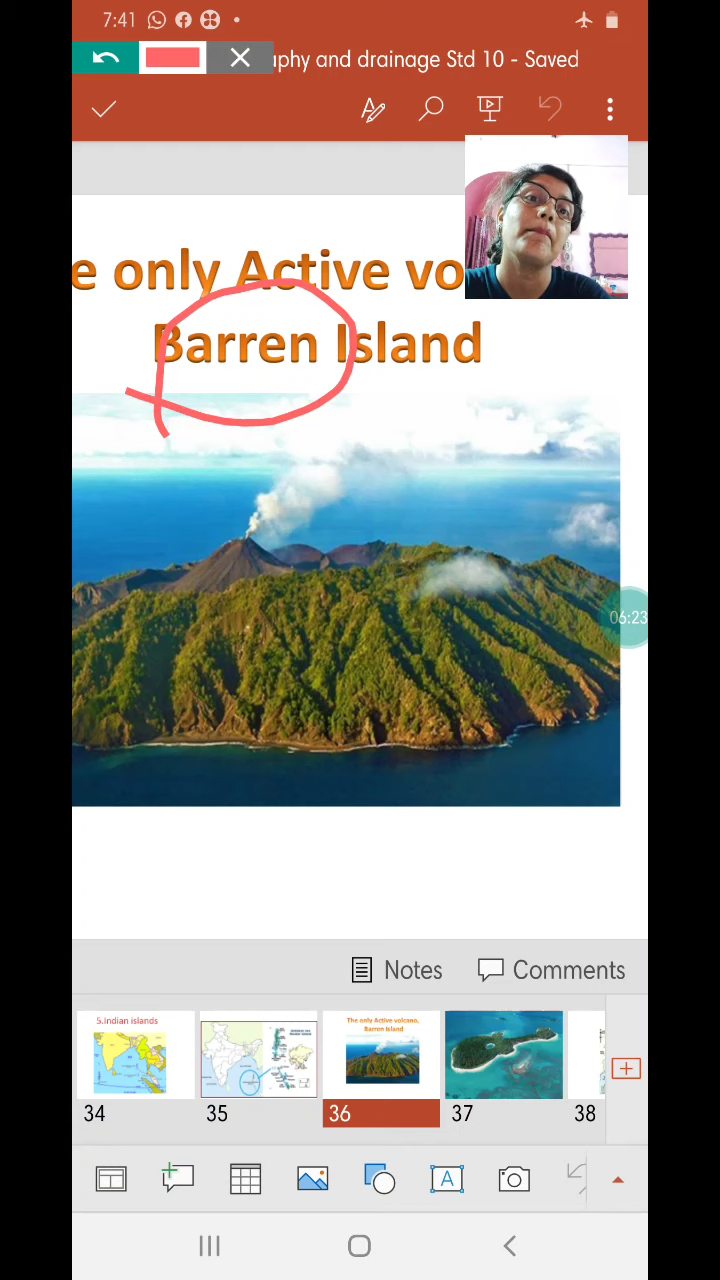 7:41
aphy and drainage Std 10 - Saved
e only Active vo
Barren Island
06:23
Notes
Comments
5.Indian islands
The only Active volcano,
Barren Island
34
35
36
37
38
A